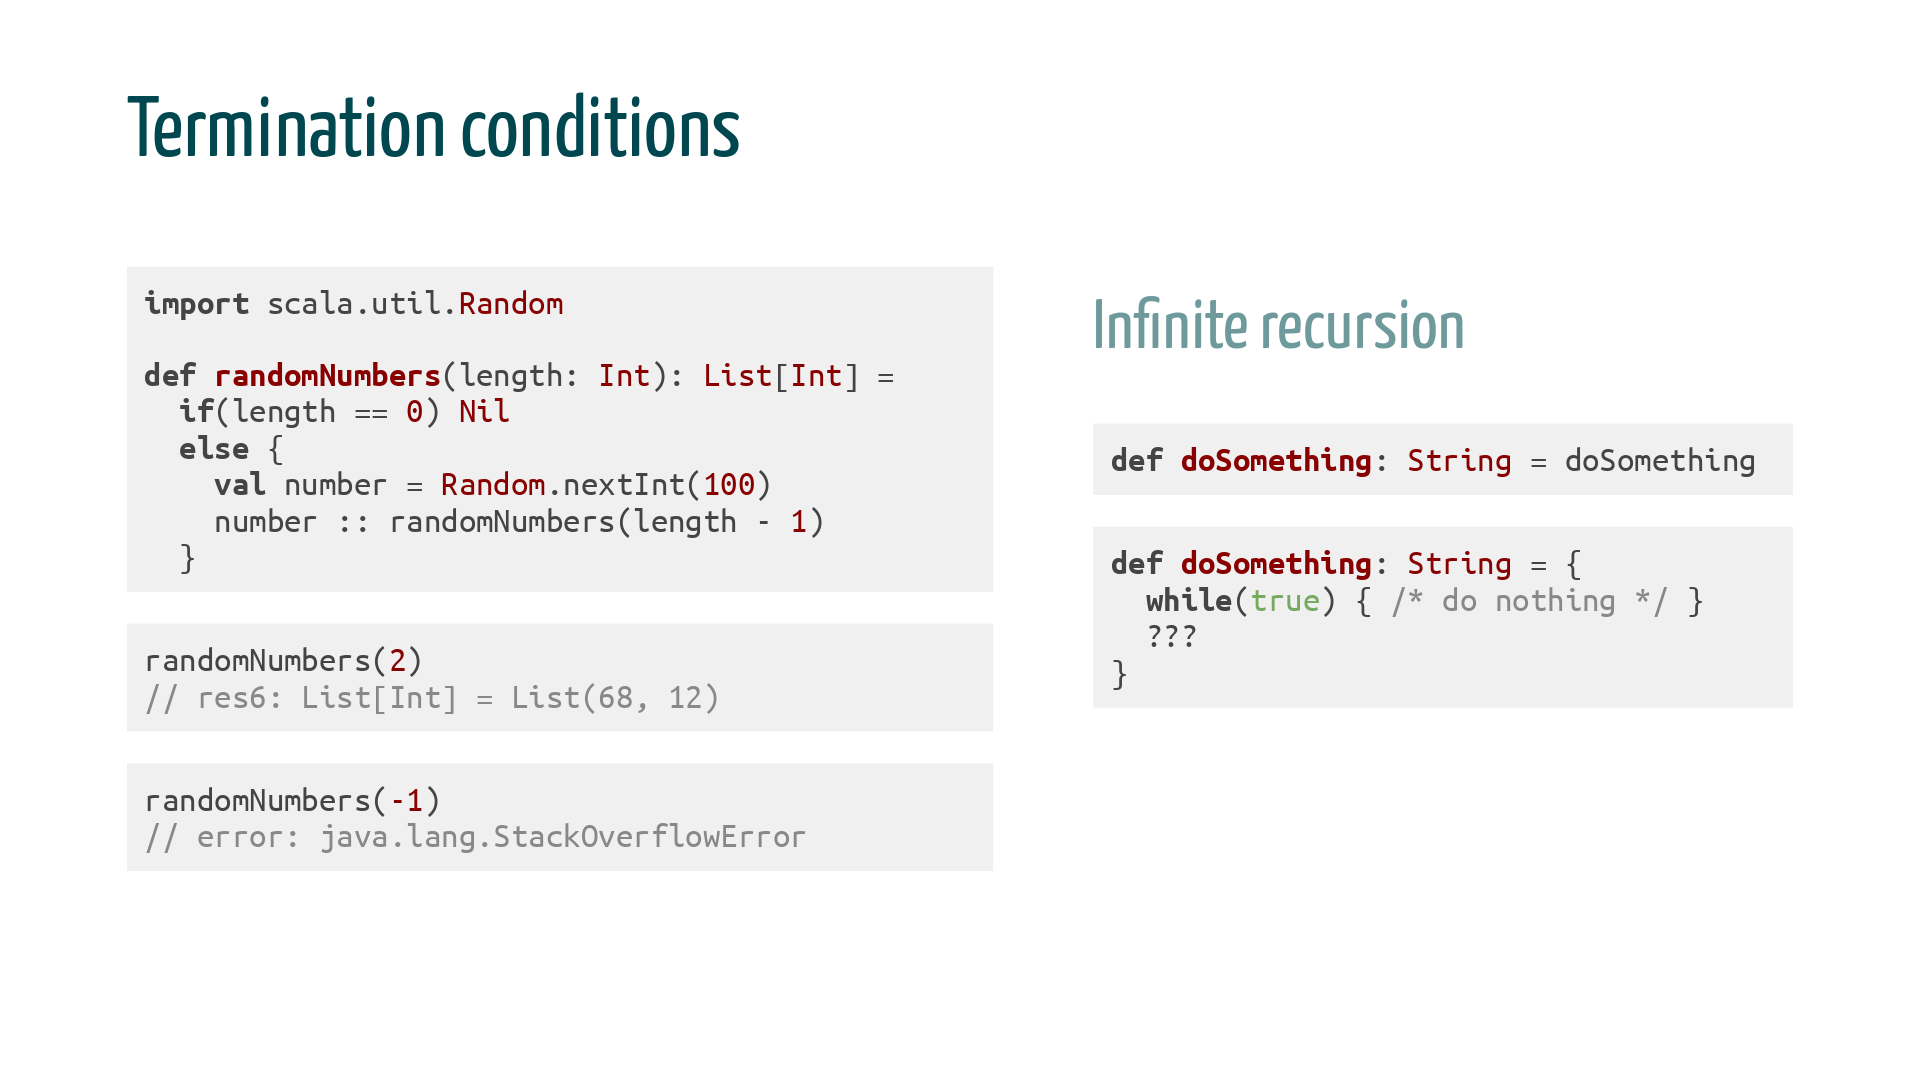 Termination conditions
import scala.util.Random
def randomNumbers(length: Int): List[Int] =
  if(length == 0) Nil
  else {
    val number = Random.nextInt(100)
    number :: randomNumbers(length - 1)
  }
randomNumbers(2)
// res6: List[Int] = List(68, 12)
randomNumbers(-1)
// error: java.lang.StackOverflowError
Infinite recursion
def doSomething: String = doSomething
def doSomething: String = {
  while(true) { /* do nothing */ }
  ???
}